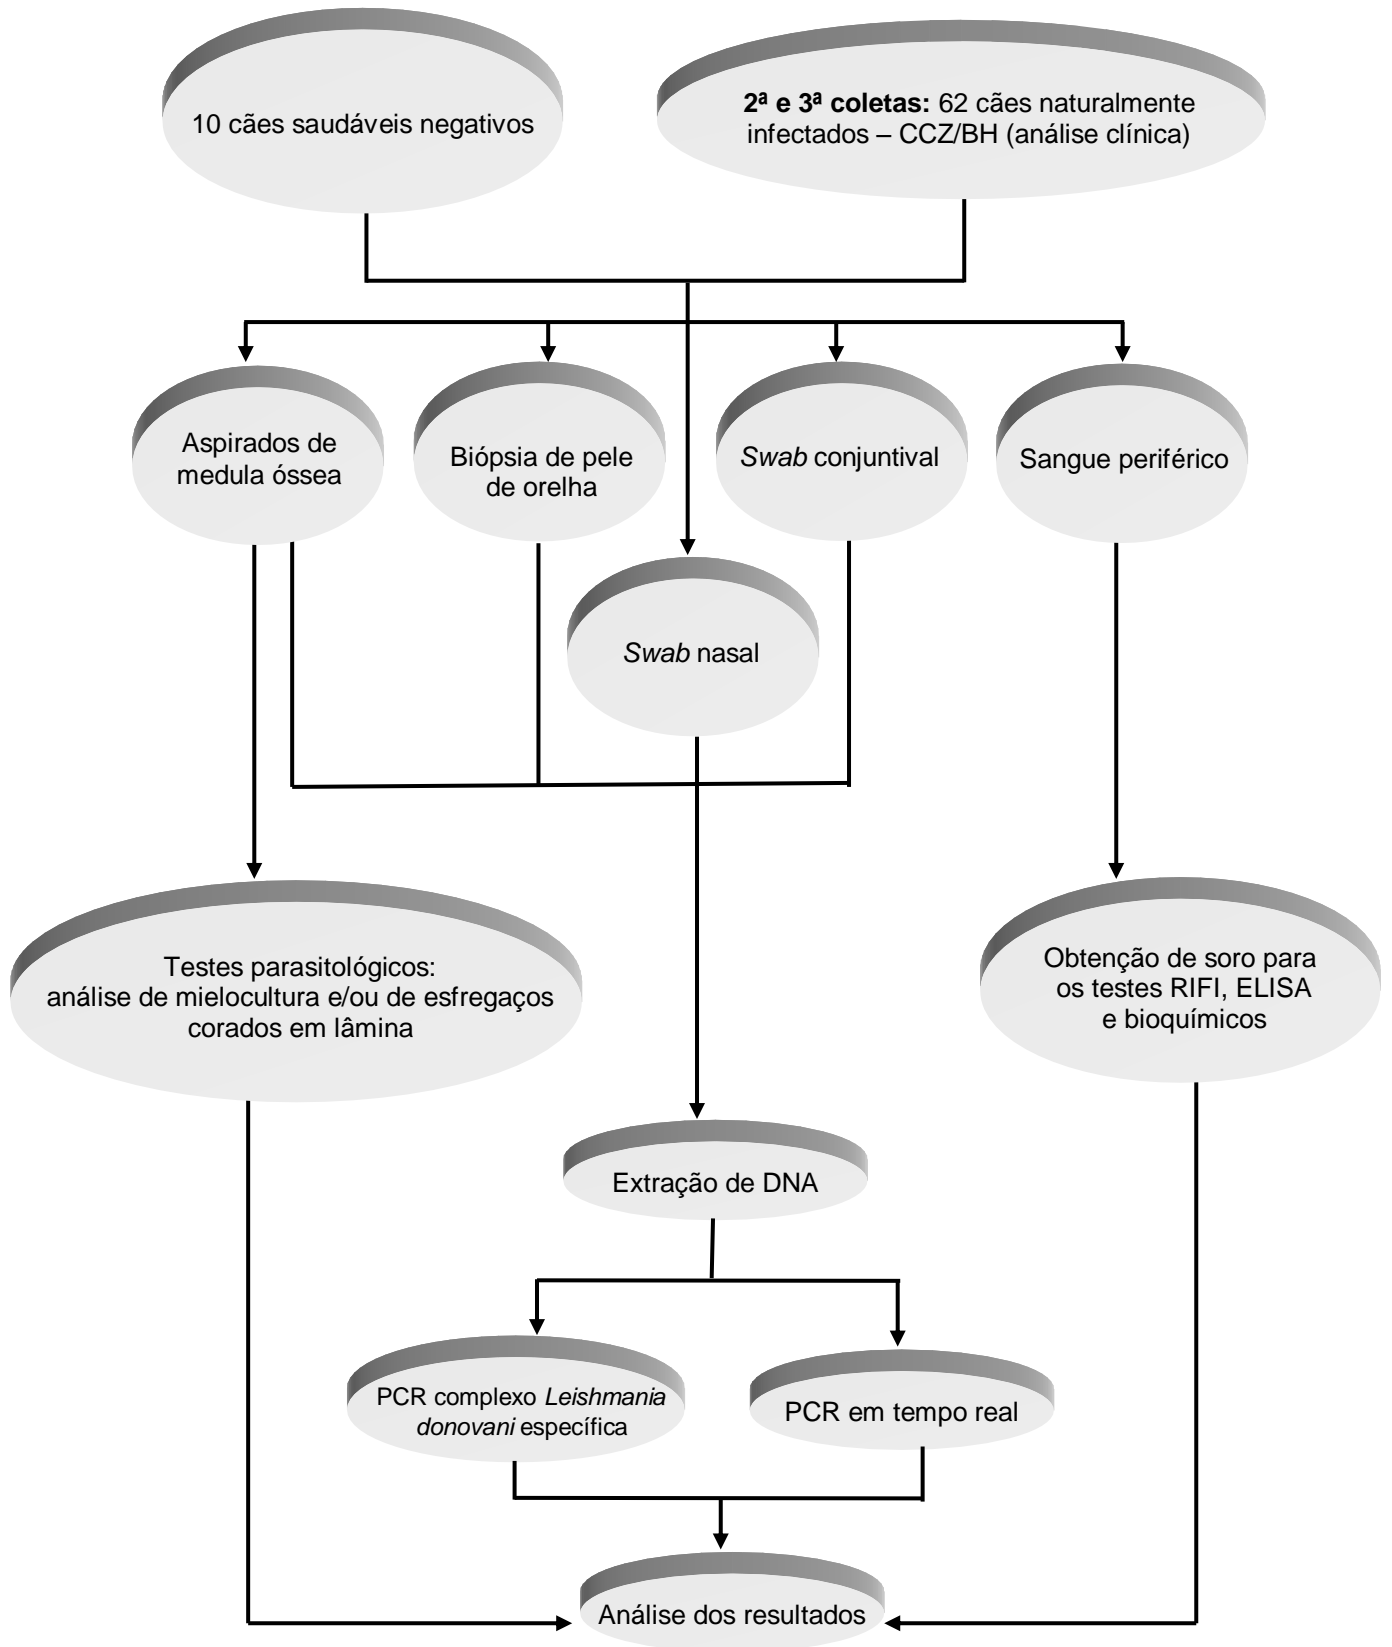 10 cães saudáveis negativos
2ª e 3ª coletas: 62 cães naturalmente
infectados – CCZ/BH (análise clínica)
Aspirados de
medula óssea
Biópsia de pele
de orelha
Swab conjuntival
Sangue periférico
Swab nasal
Testes parasitológicos:
análise de mielocultura e/ou de esfregaços
corados em lâmina
Obtenção de soro para
os testes RIFI, ELISA
e bioquímicos
Extração de DNA
PCR complexo Leishmania
donovani específica
PCR em tempo real
Análise dos resultados